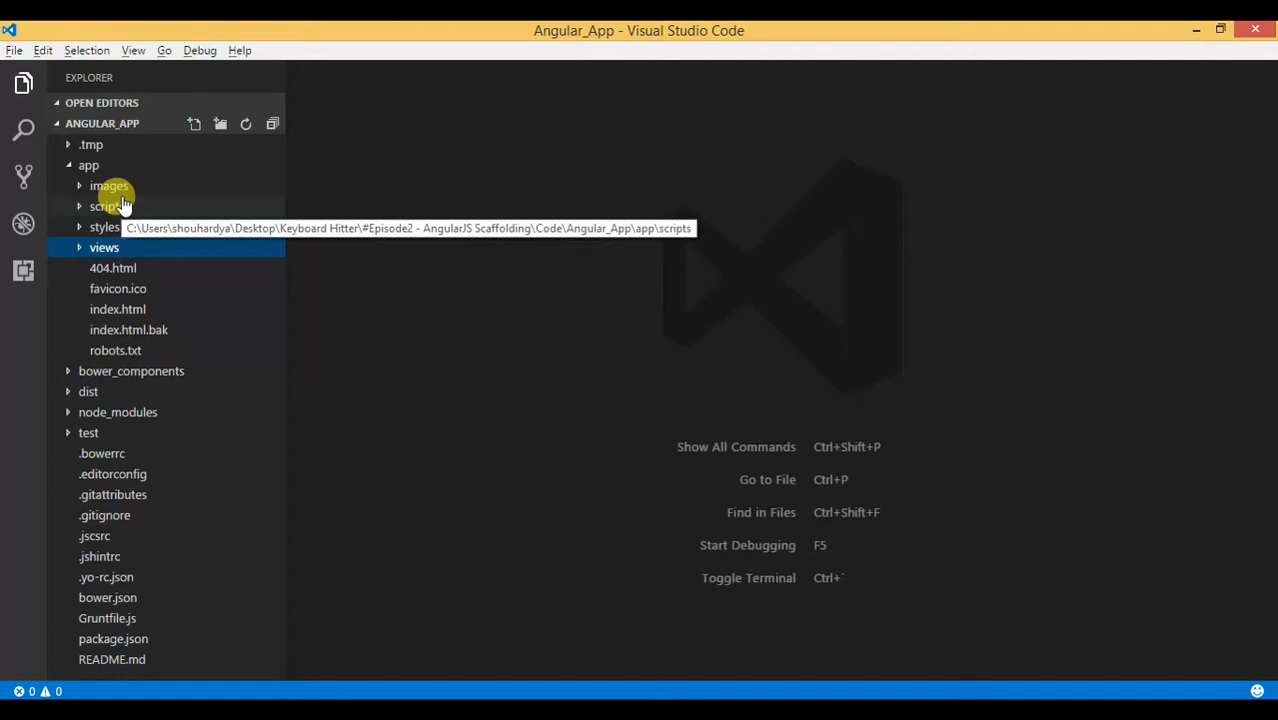 Angular_App - Visual Studio Code
File Edit Selection View Go Debug Help
EXPLORER
OPEN EDITORS
ANGULAR_APP
.tmp
app
images
scripts
styles
C:\Users\shouhardya\Desktop\Keyboard Hitter\#Episode2 - AngularJS Scaffolding\Code\Angular_App\app\scripts
views
404.html
favicon.ico
index.html
index.html.bak
robots.txt
bower_components
dist
node_modules
test
.bowerrc
.editorconfig
.gitattributes
.gitignore
.jscsrc
.jshintrc
.yo-rc.json
bower.json
Gruntfile.js
package.json
README.md
Show All Commands Ctrl+Shift+P
Go to File Ctrl+P
Find in Files Ctrl+Shift+F
Start Debugging F5
Toggle Terminal Ctrl+`
0 0